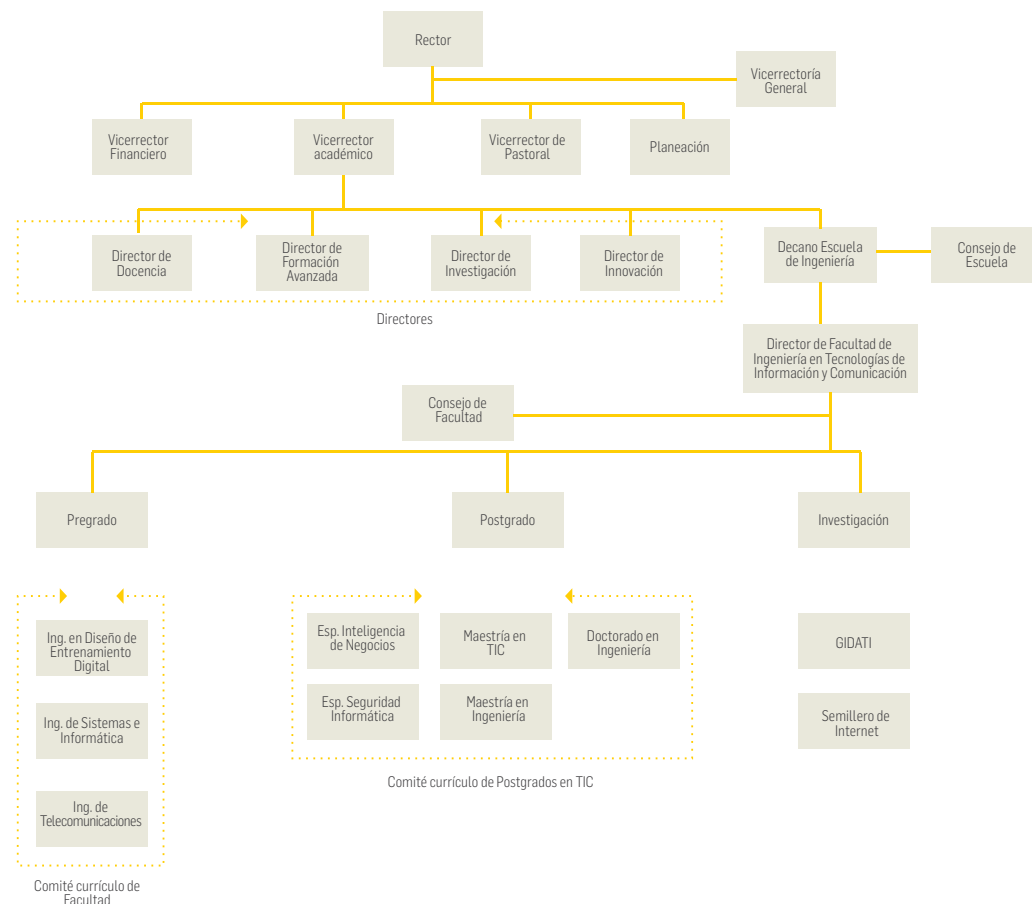 Rector
Vicerrectoría
General
Vicerrector
Financiero
Vicerrector
académico
Vicerrector de
Pastoral
Planeación
Director de
Docencia
Director de
Formación
Avanzada
Director de
Investigación
Director de
Innovación
Decano Escuela
de Ingeniería
Consejo de
Escuela
Directores
Director de Facultad de
Ingeniería en Tecnologías de
Información y Comunicación
Consejo de
Facultad
Pregrado
Postgrado
Investigación
Ing. en Diseño de
Entrenamiento
Digital
Ing. de Sistemas e
Informática
Ing. de
Telecomunicaciones
Comité currículo de
Facultad
Esp. Inteligencia
de Negocios
Maestría en
TIC
Doctorado en
Ingeniería
Esp. Seguridad
Informática
Maestría en
Ingeniería
Comité currículo de Postgrados en TIC
GIDATI
Semillero de
Internet